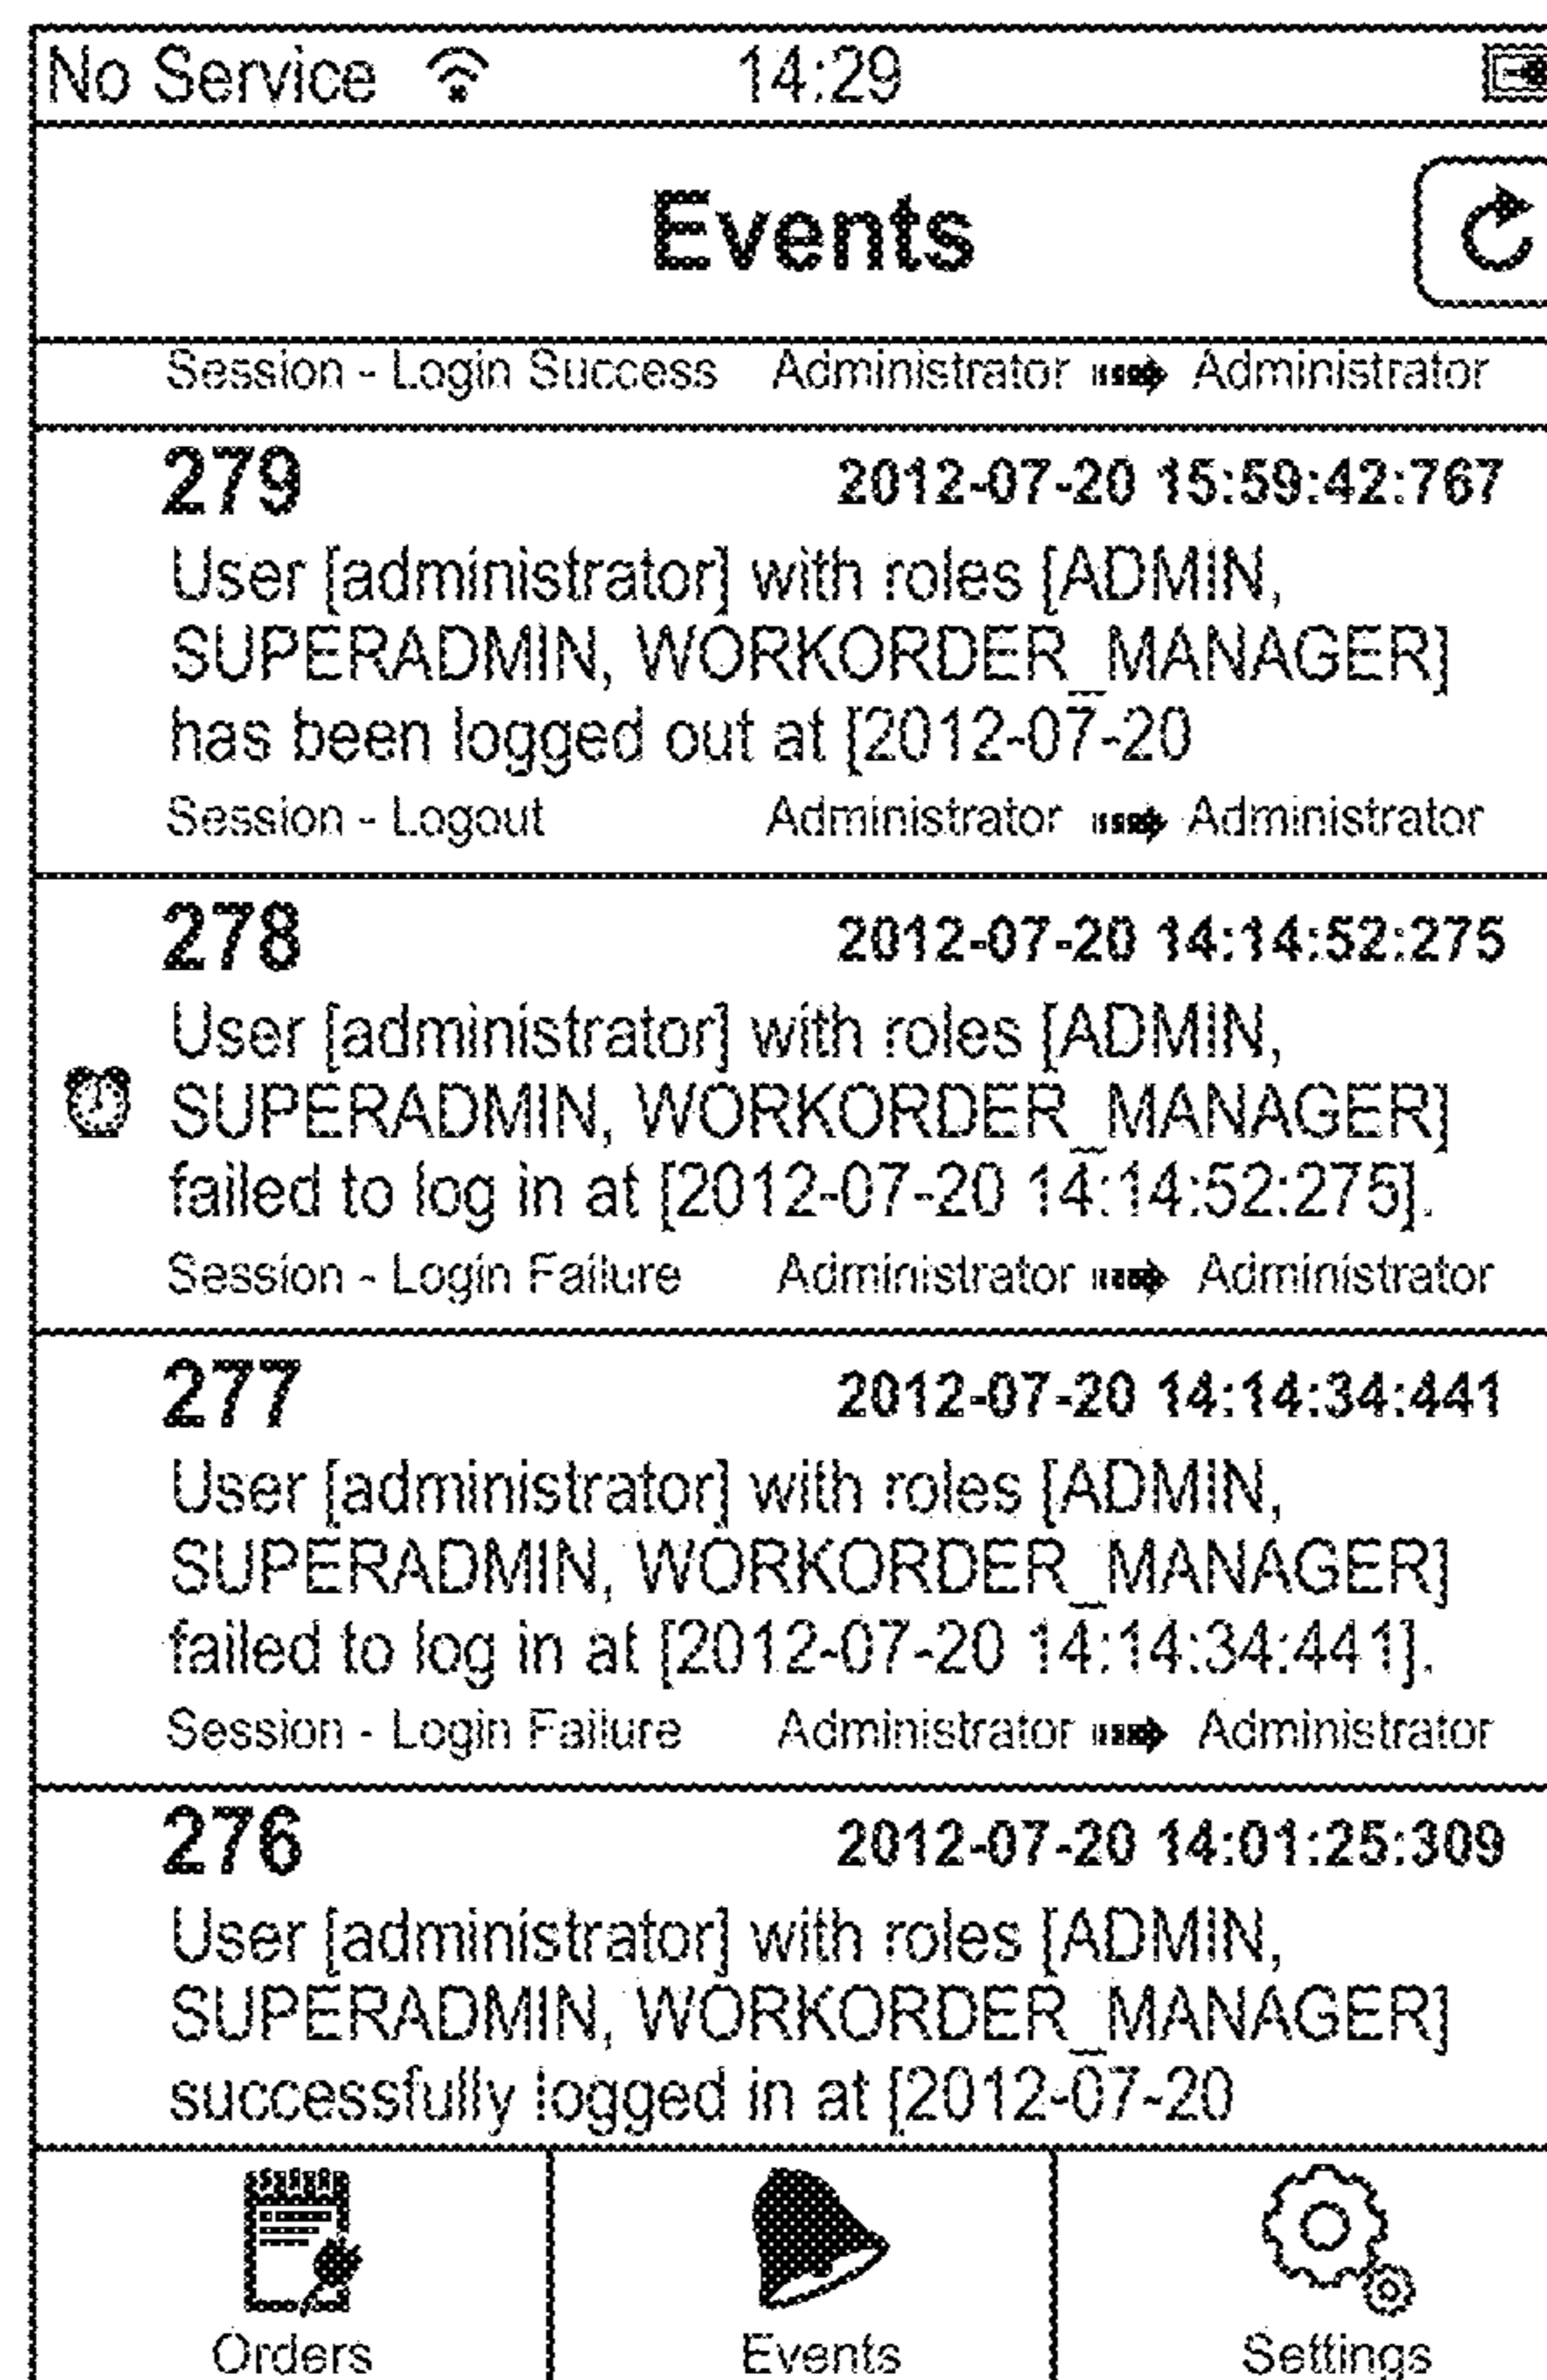 No Service 14:29
Events
Session - Login Success Administrator Administrator
279 2012-07-20 15:59:42:767
User [administrator] with roles [ADMIN,
SUPERADMIN, WORKORDER_MANAGER]
has been logged out at [2012-07-20
Session - Logout Administrator Administrator
278 2012-07-20 14:14:52:275
User [administrator] with roles [ADMIN,
SUPERADMIN, WORKORDER_MANAGER]
failed to log in at [2012-07-20 14:14:52:275].
Session - Login Failure Administrator Administrator
277 2012-07-20 14:14:34:441
User [administrator] with roles [ADMIN,
SUPERADMIN, WORKORDER_MANAGER]
failed to log in at [2012-07-20 14:14:34:441].
Session - Login Failure Administrator Administrator
276 2012-07-20 14:01:25:309
User [administrator] with roles [ADMIN,
SUPERADMIN, WORKORDER_MANAGER]
successfully logged in at [2012-07-20
Orders Events Settings